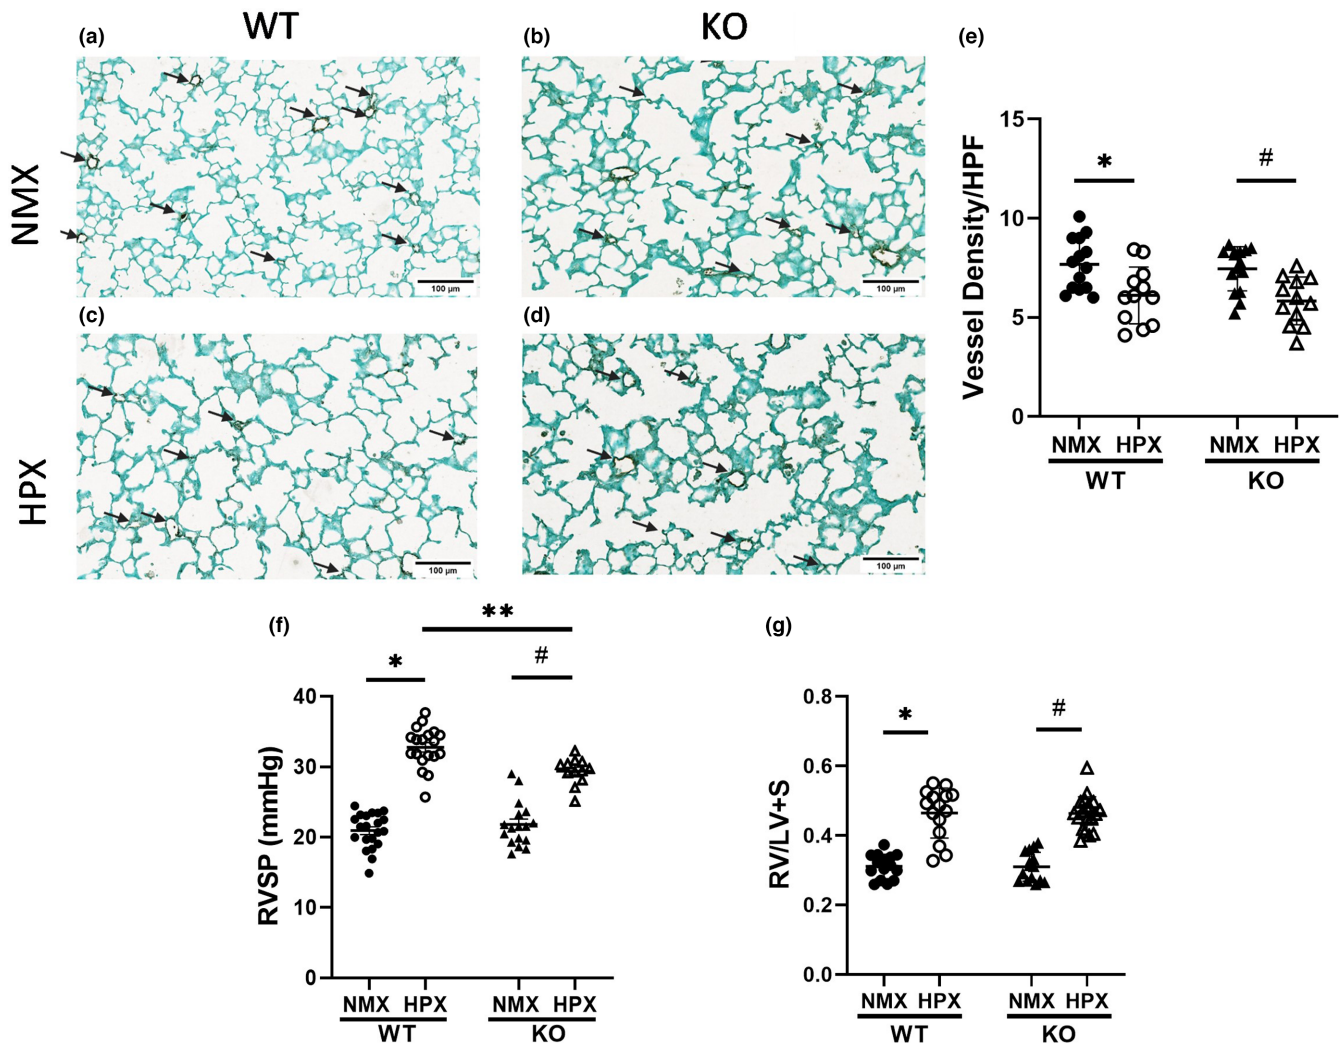 WT
KO
(a)
(b)
(e)
NMX
100 µm
100 µm
(c)
(d)
HPX
100 µm
100 µm
Vessel Density/HPF
15
10
5
0
*
#
NMX HPX NMX HPX
WT KO
(f)
RVSP (mmHg)
40
30
20
10
0
**
*
#
NMX HPX NMX HPX
WT KO
(g)
RV/LV+S
0.8
0.6
0.4
0.2
0.0
*
#
NMX HPX NMX HPX
WT KO